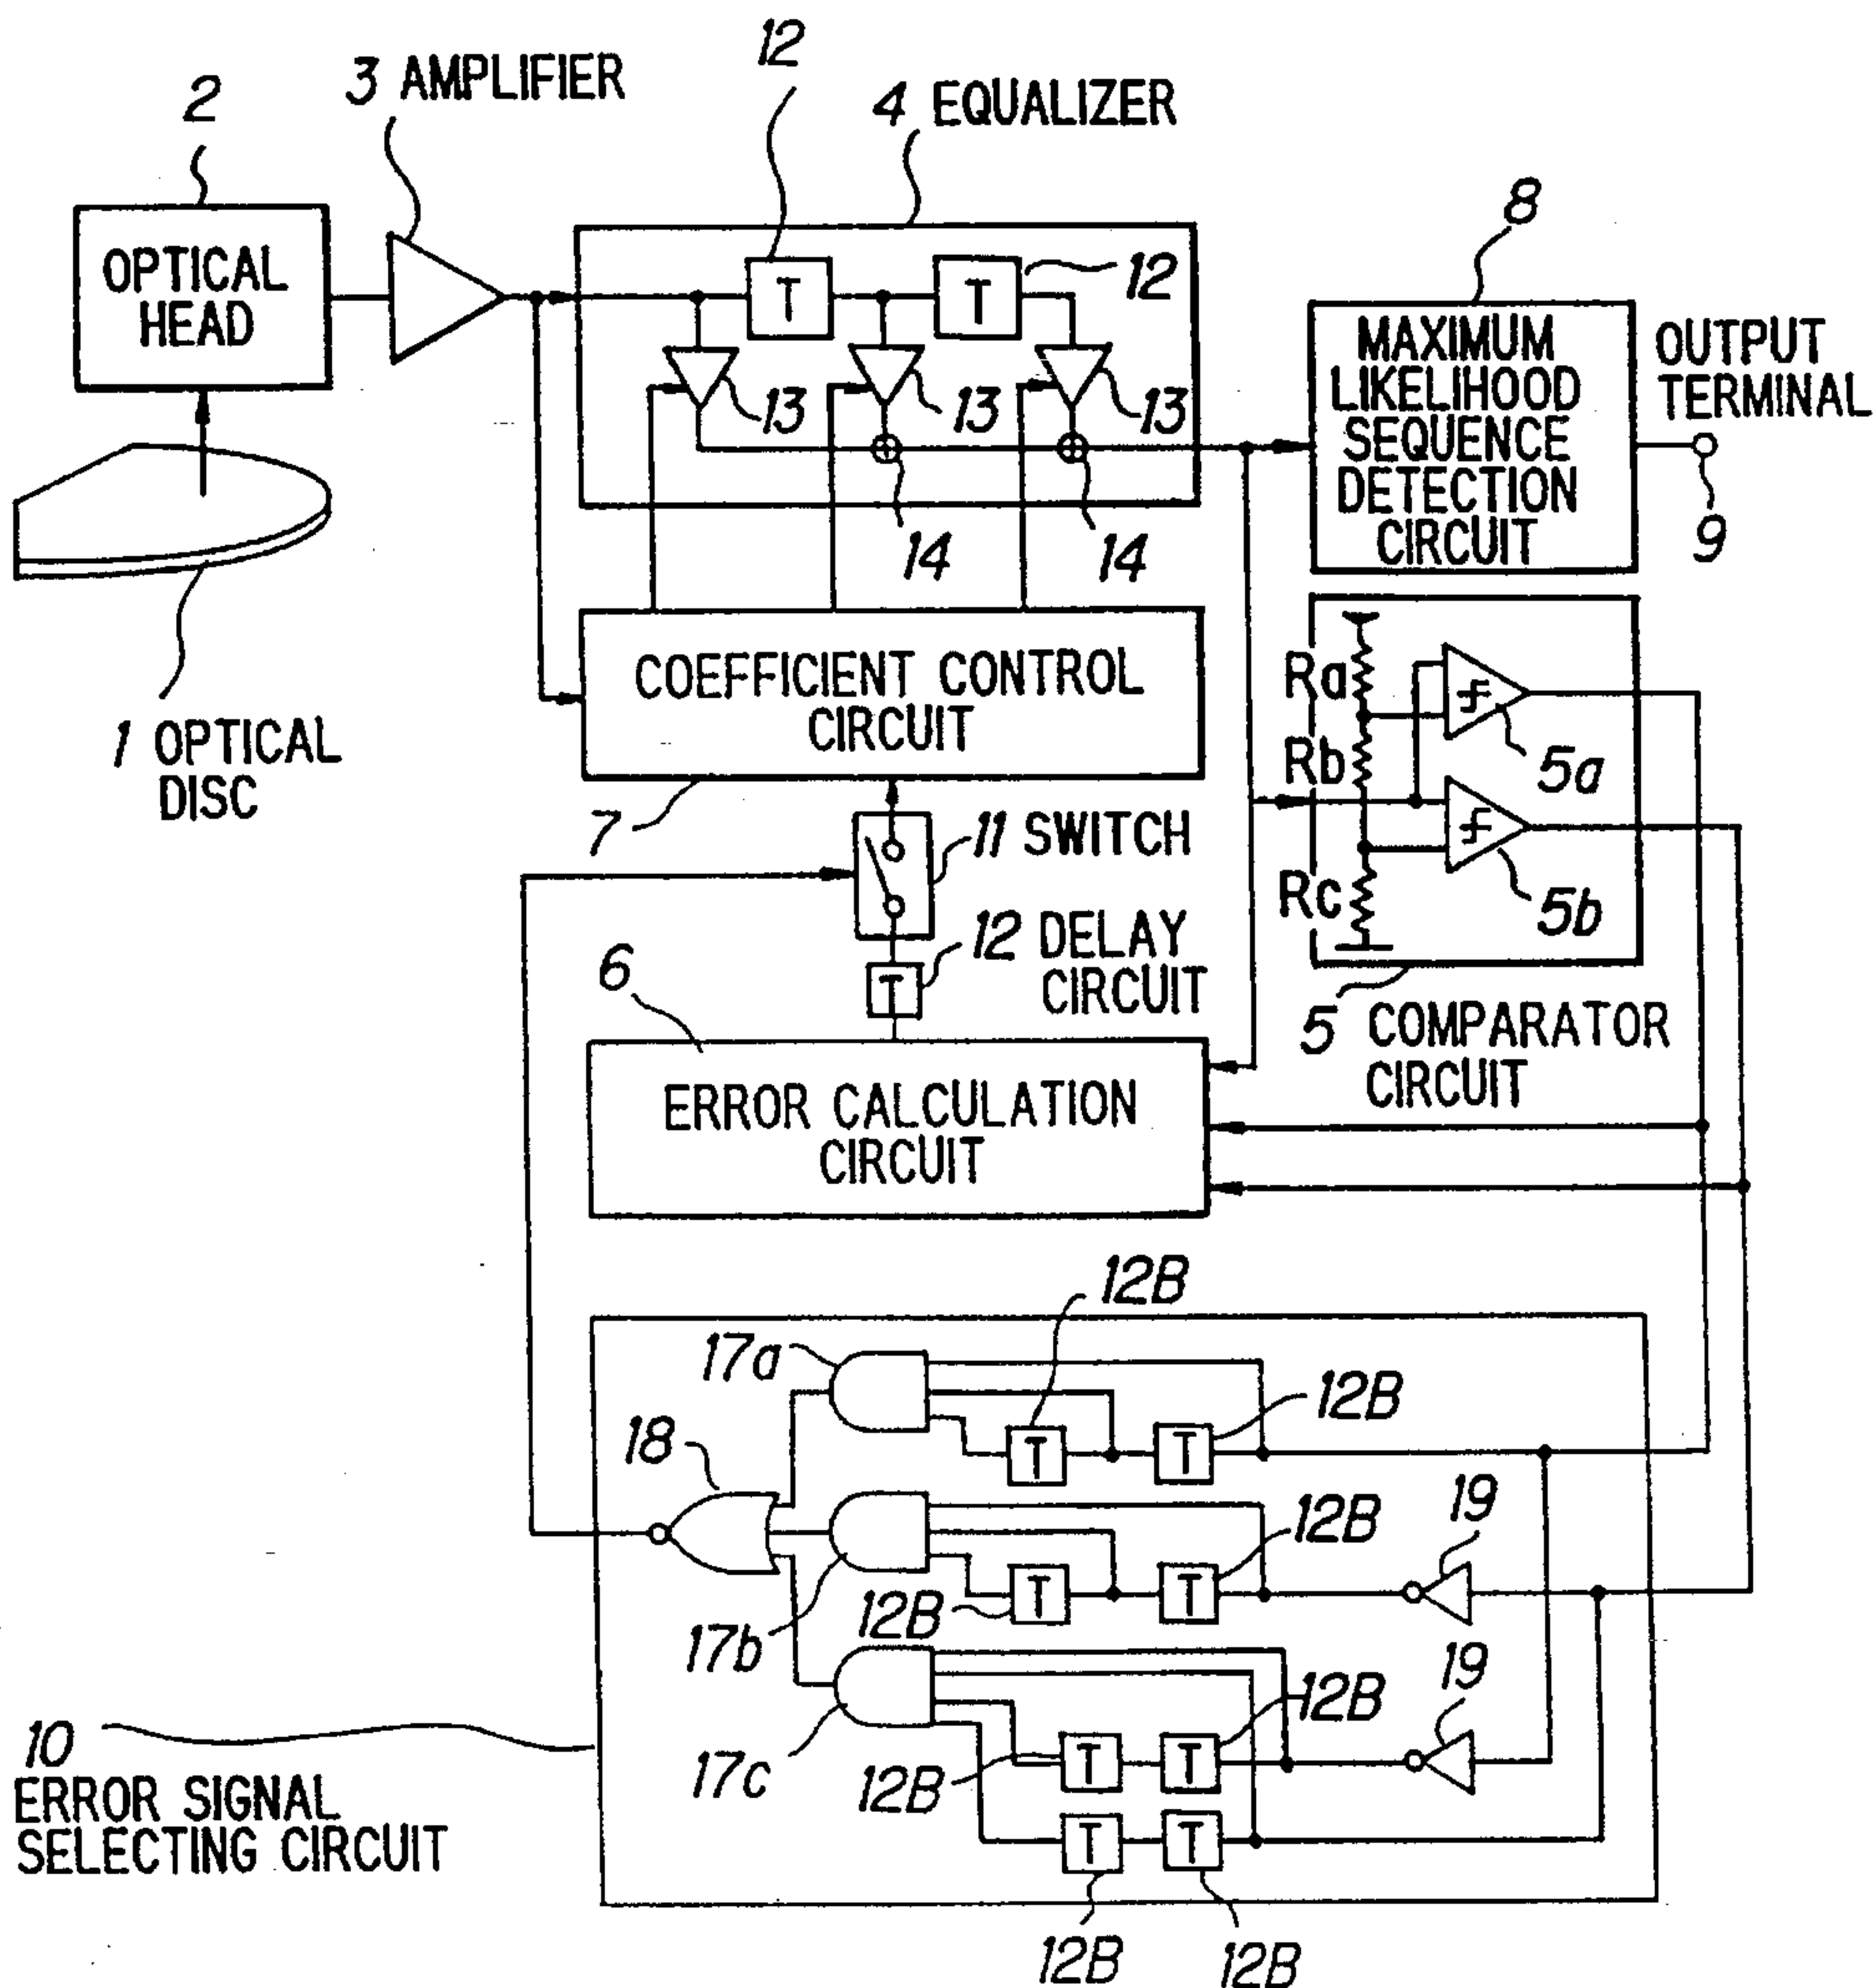 12
3 AMPLIFIER
2
4 EQUALIZER
8
OPTICAL
HEAD
T
T
12
MAXIMUM
LIKELIHOOD
SEQUENCE
DETECTION
CIRCUIT
OUTPUT
TERMINAL
13
13
13
14
14
9
COEFFICIENT CONTROL
CIRCUIT
Ra
Rb
Rc
5a
5b
1 OPTICAL
DISC
7
11 SWITCH
12 DELAY
CIRCUIT
T
6
5 COMPARATOR
CIRCUIT
ERROR CALCULATION
CIRCUIT
12B
17a
12B
T
T
18
12B
19
T
T
12B
17b
19
12B
T
T
12B
17c
T
T
10
ERROR SIGNAL
SELECTING CIRCUIT
12B
12B